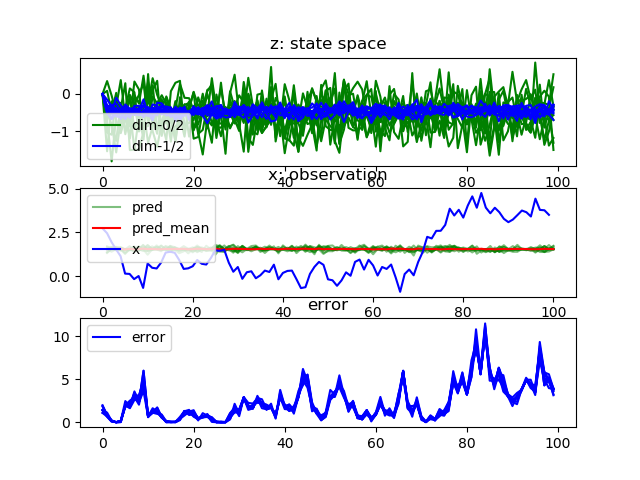 z: state space
0
−1
dim-0/2
dim-1/2
0 20 40 60 80 100
x: observation
5.0
2.5
0.0
pred
pred_mean
x
0 20 40 60 80 100
error
10
5
0
error
0 20 40 60 80 100